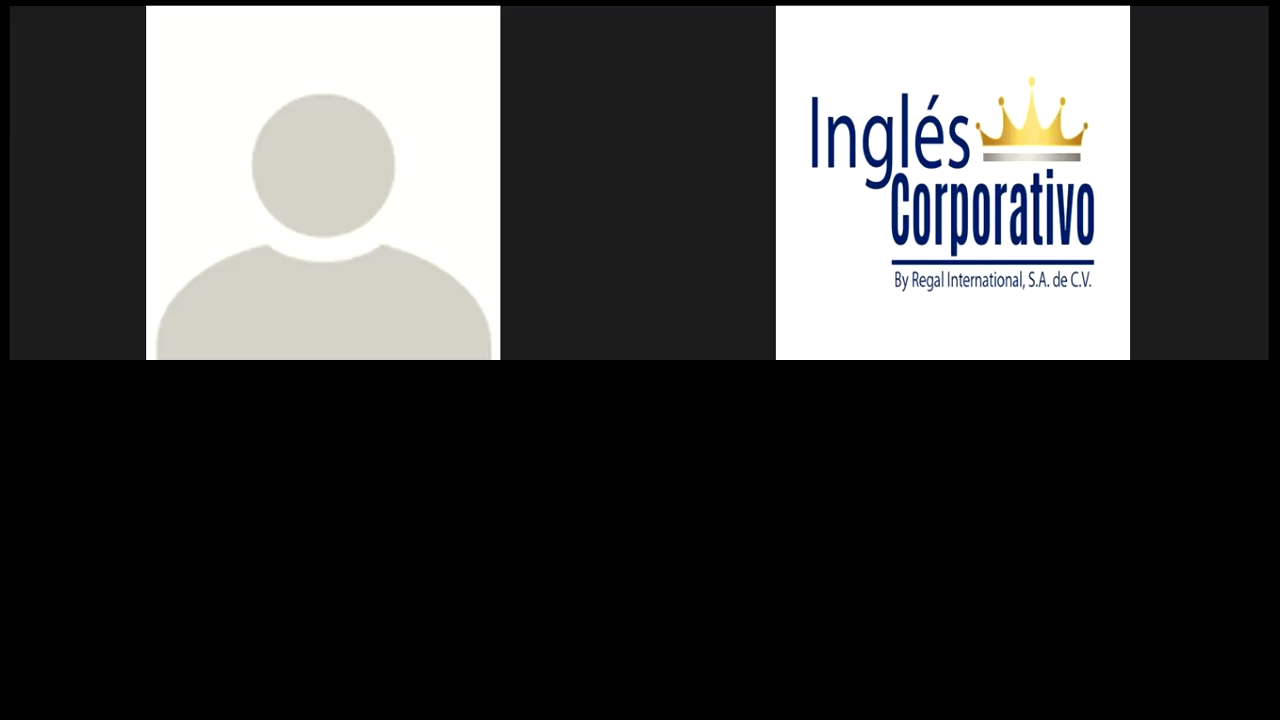 Inglés
Corporativo
By Regal International, S.A. de C.V.